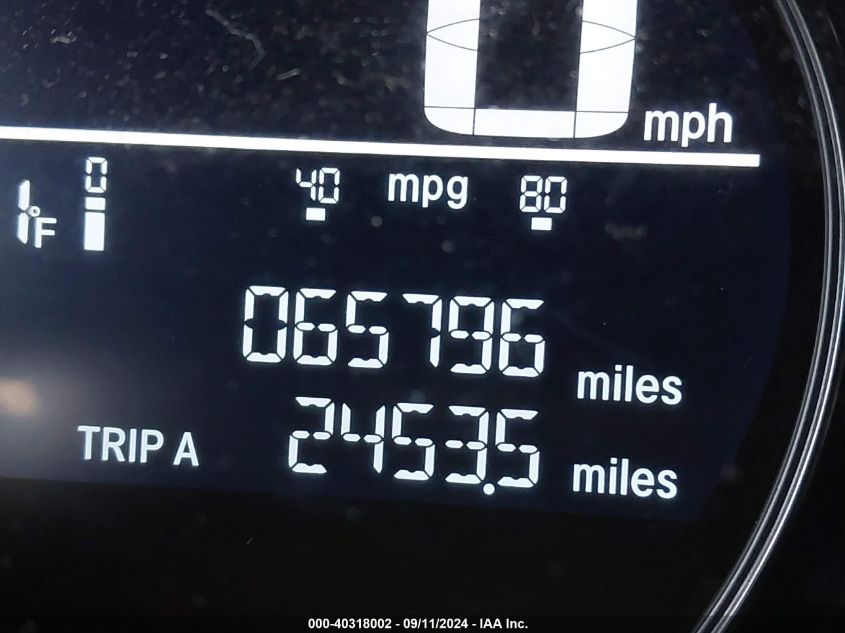 0 mph
0 40 mpg 80
°F
065796 miles
TRIP A 2453.5 miles
000-40318002 - 09/11/2024 - IAA Inc.